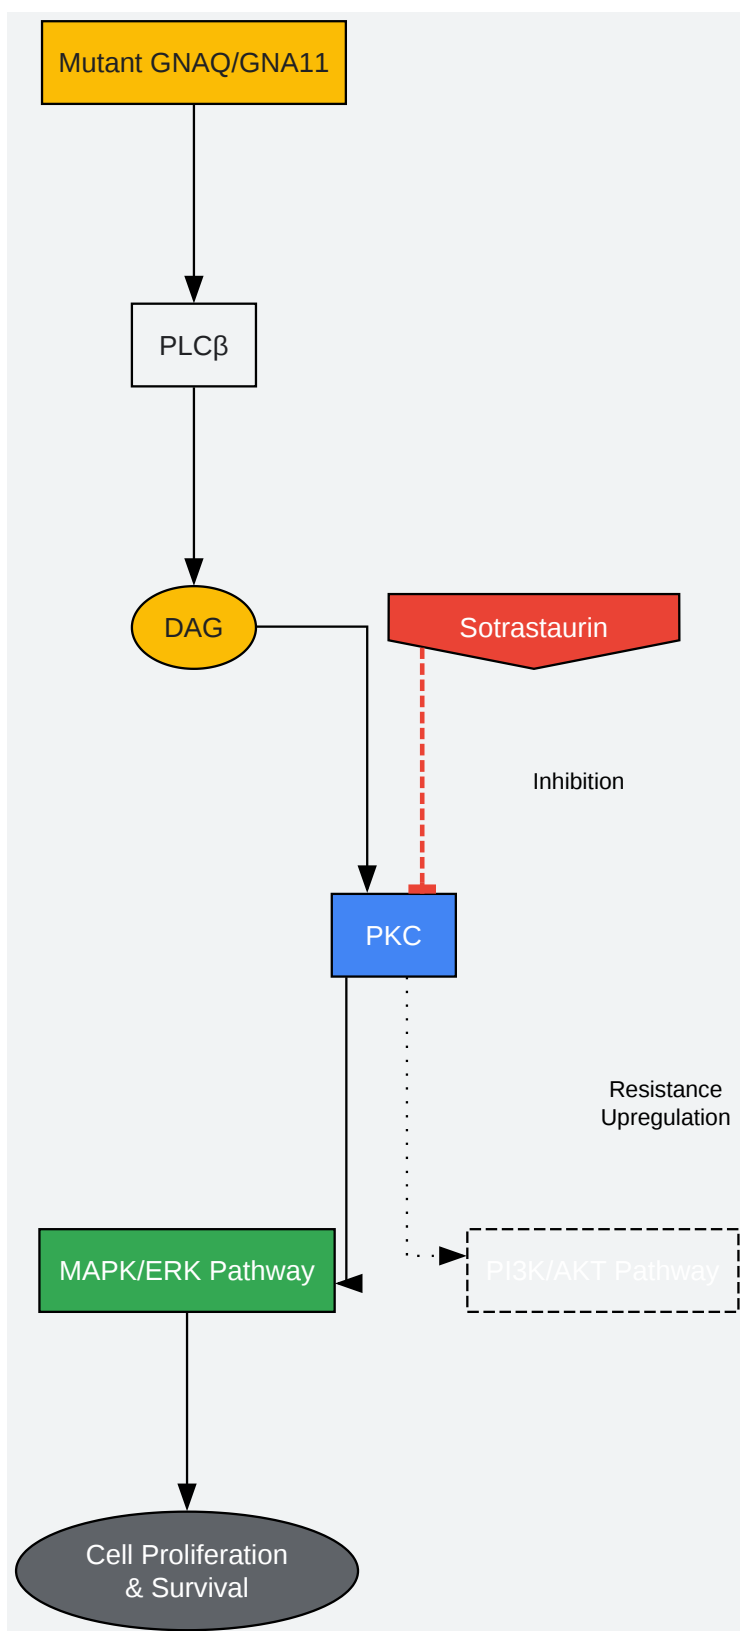 Mutant GNAQ/GNA11
PLCβ
DAG
Sotrastaurin
Inhibition
PKC
Resistance
Upregulation
MAPK/ERK Pathway
PI3K/AKT Pathway
Cell Proliferation
& Survival